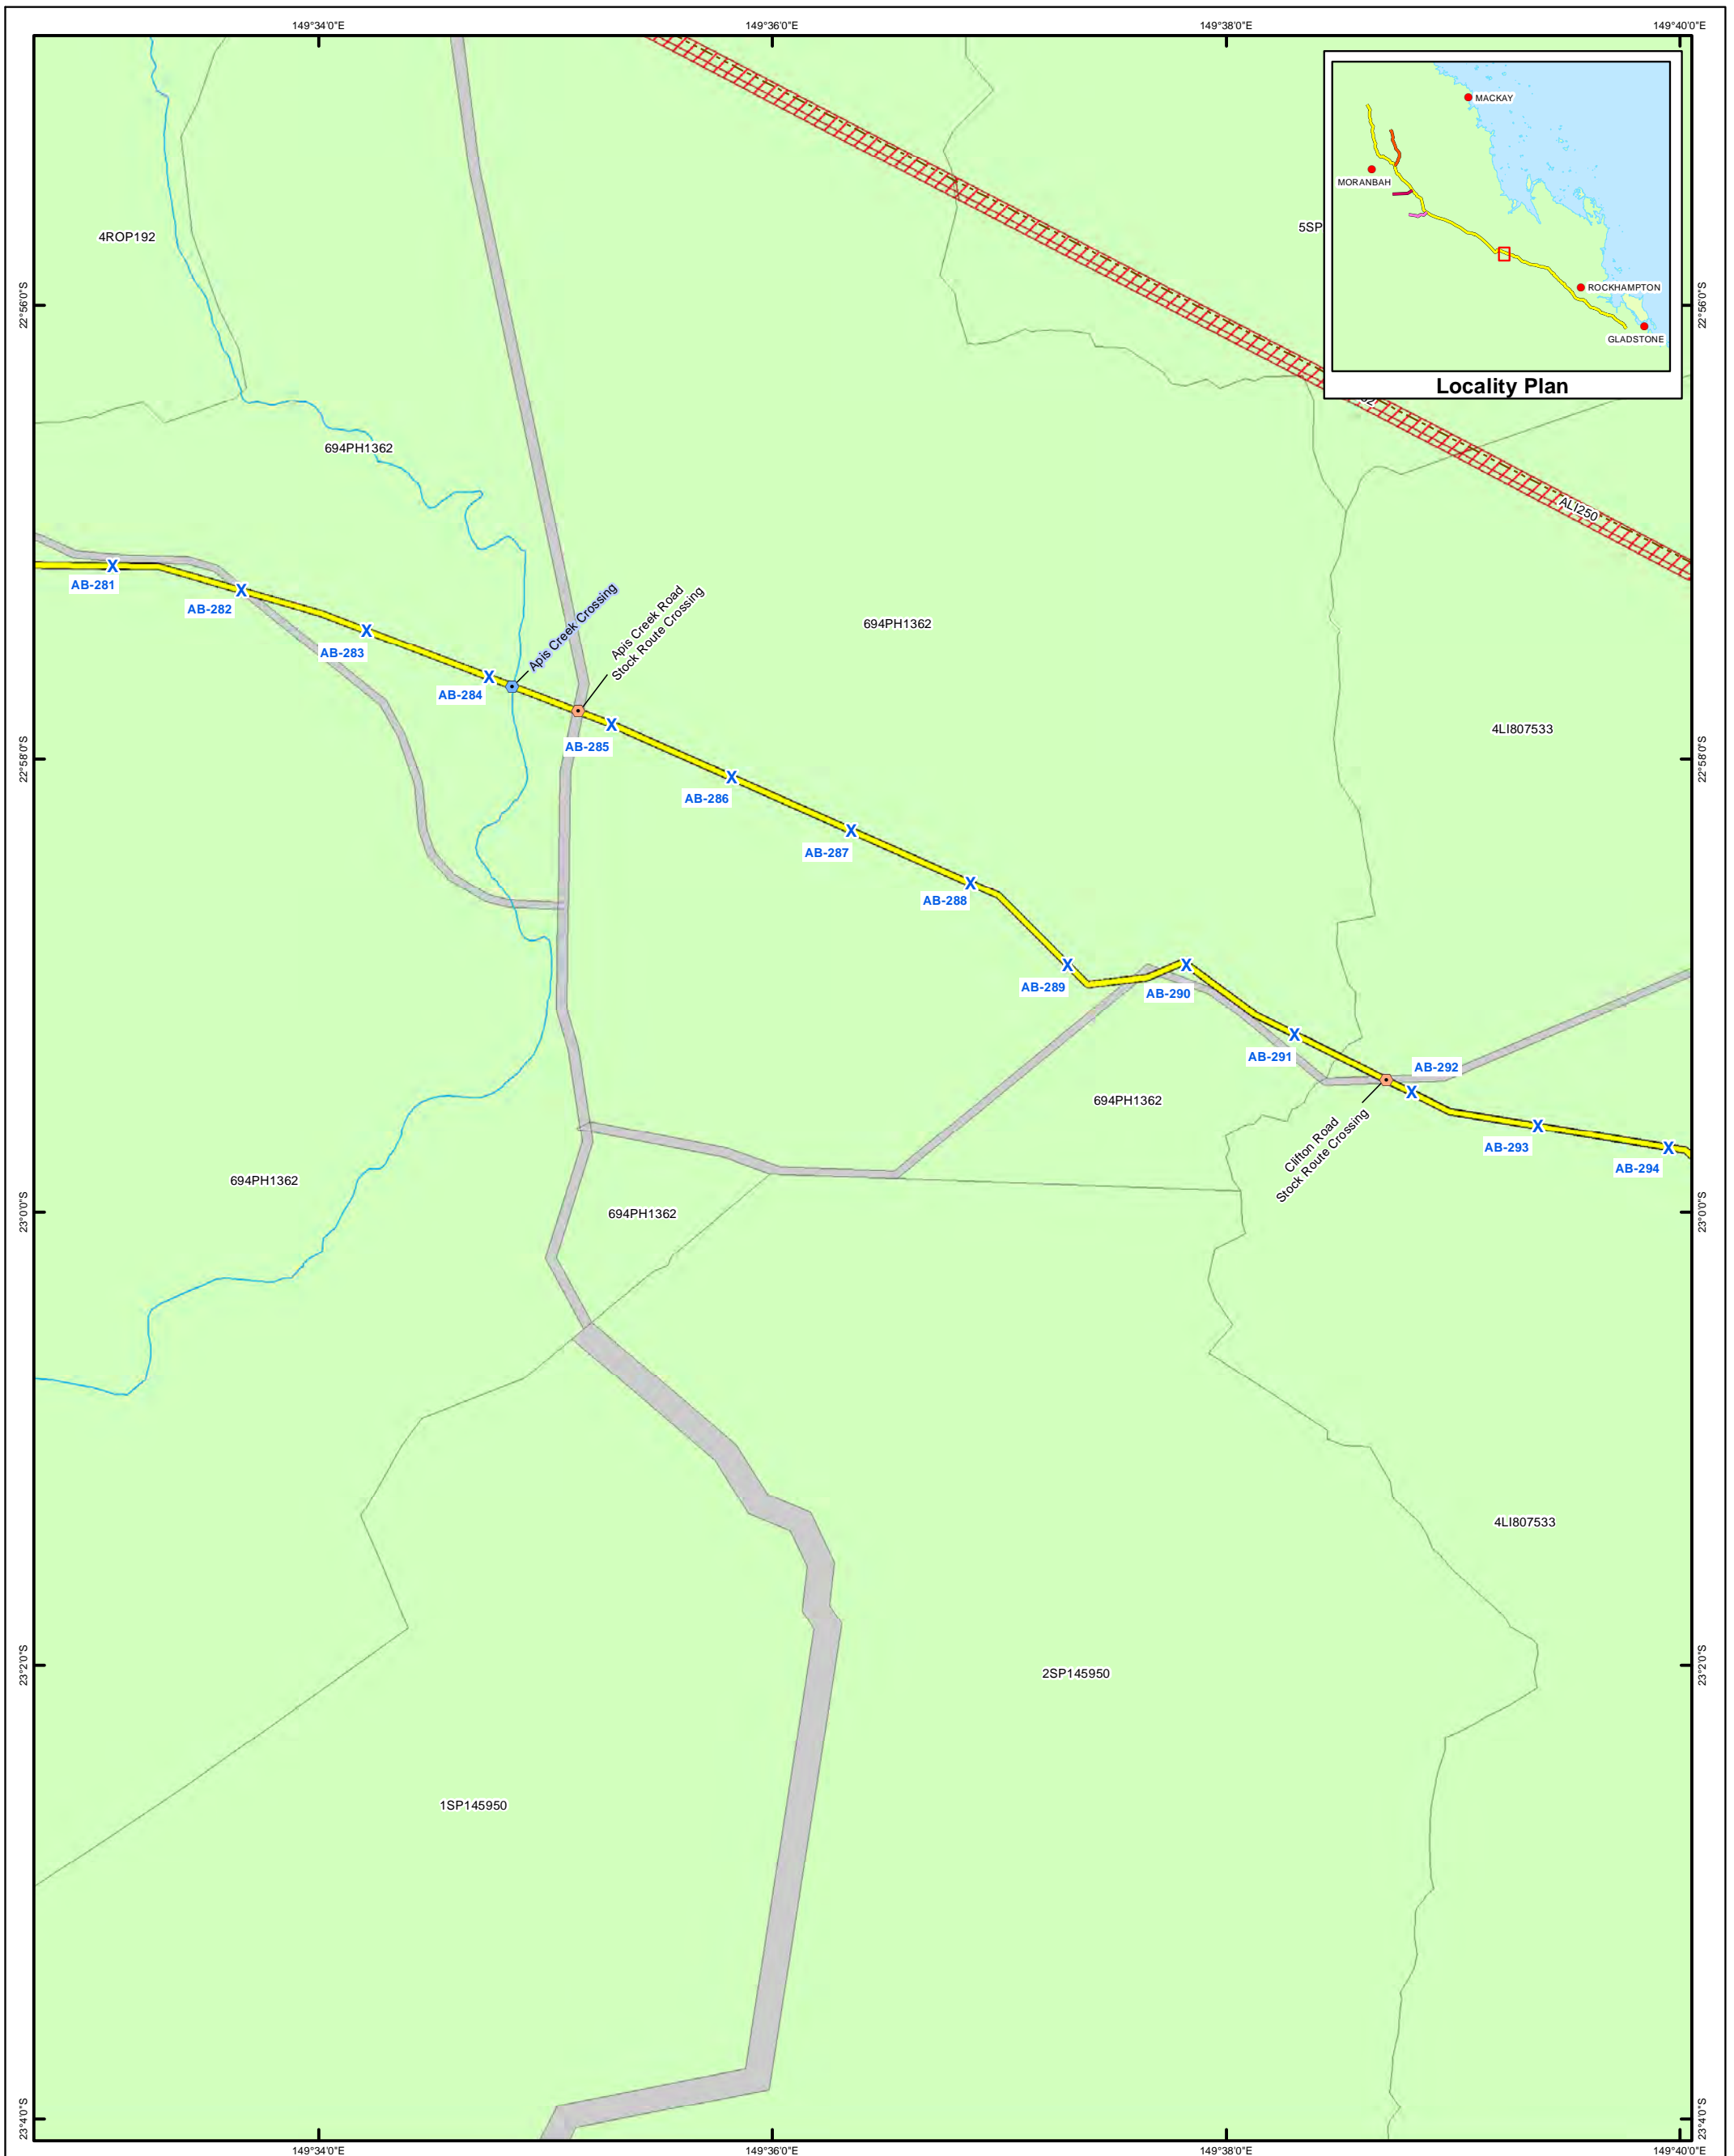 149°34'0"E
149°36'0"E
149°38'0"E
149°40'0"E
MACKAY
MORANBAH
ROCKHAMPTON
GLADSTONE
Locality Plan
4ROP192
5SP
22°56'0"S
22°56'0"S
694PH1362
ALI250
AB-281
AB-282
AB-283
AB-284
Apis Creek Crossing
Apis Creek Road
Stock Route Crossing
694PH1362
AB-285
4LI807533
22°58'0"S
22°58'0"S
AB-286
AB-287
AB-288
AB-289
AB-290
AB-291
AB-292
694PH1362
Clifton Road
Stock Route Crossing
AB-293
AB-294
694PH1362
694PH1362
23°0'0"S
23°0'0"S
4LI807533
23°2'0"S
23°2'0"S
2SP145950
1SP145950
23°4'0"S
23°4'0"S
149°34'0"E
149°36'0"E
149°38'0"E
149°40'0"E